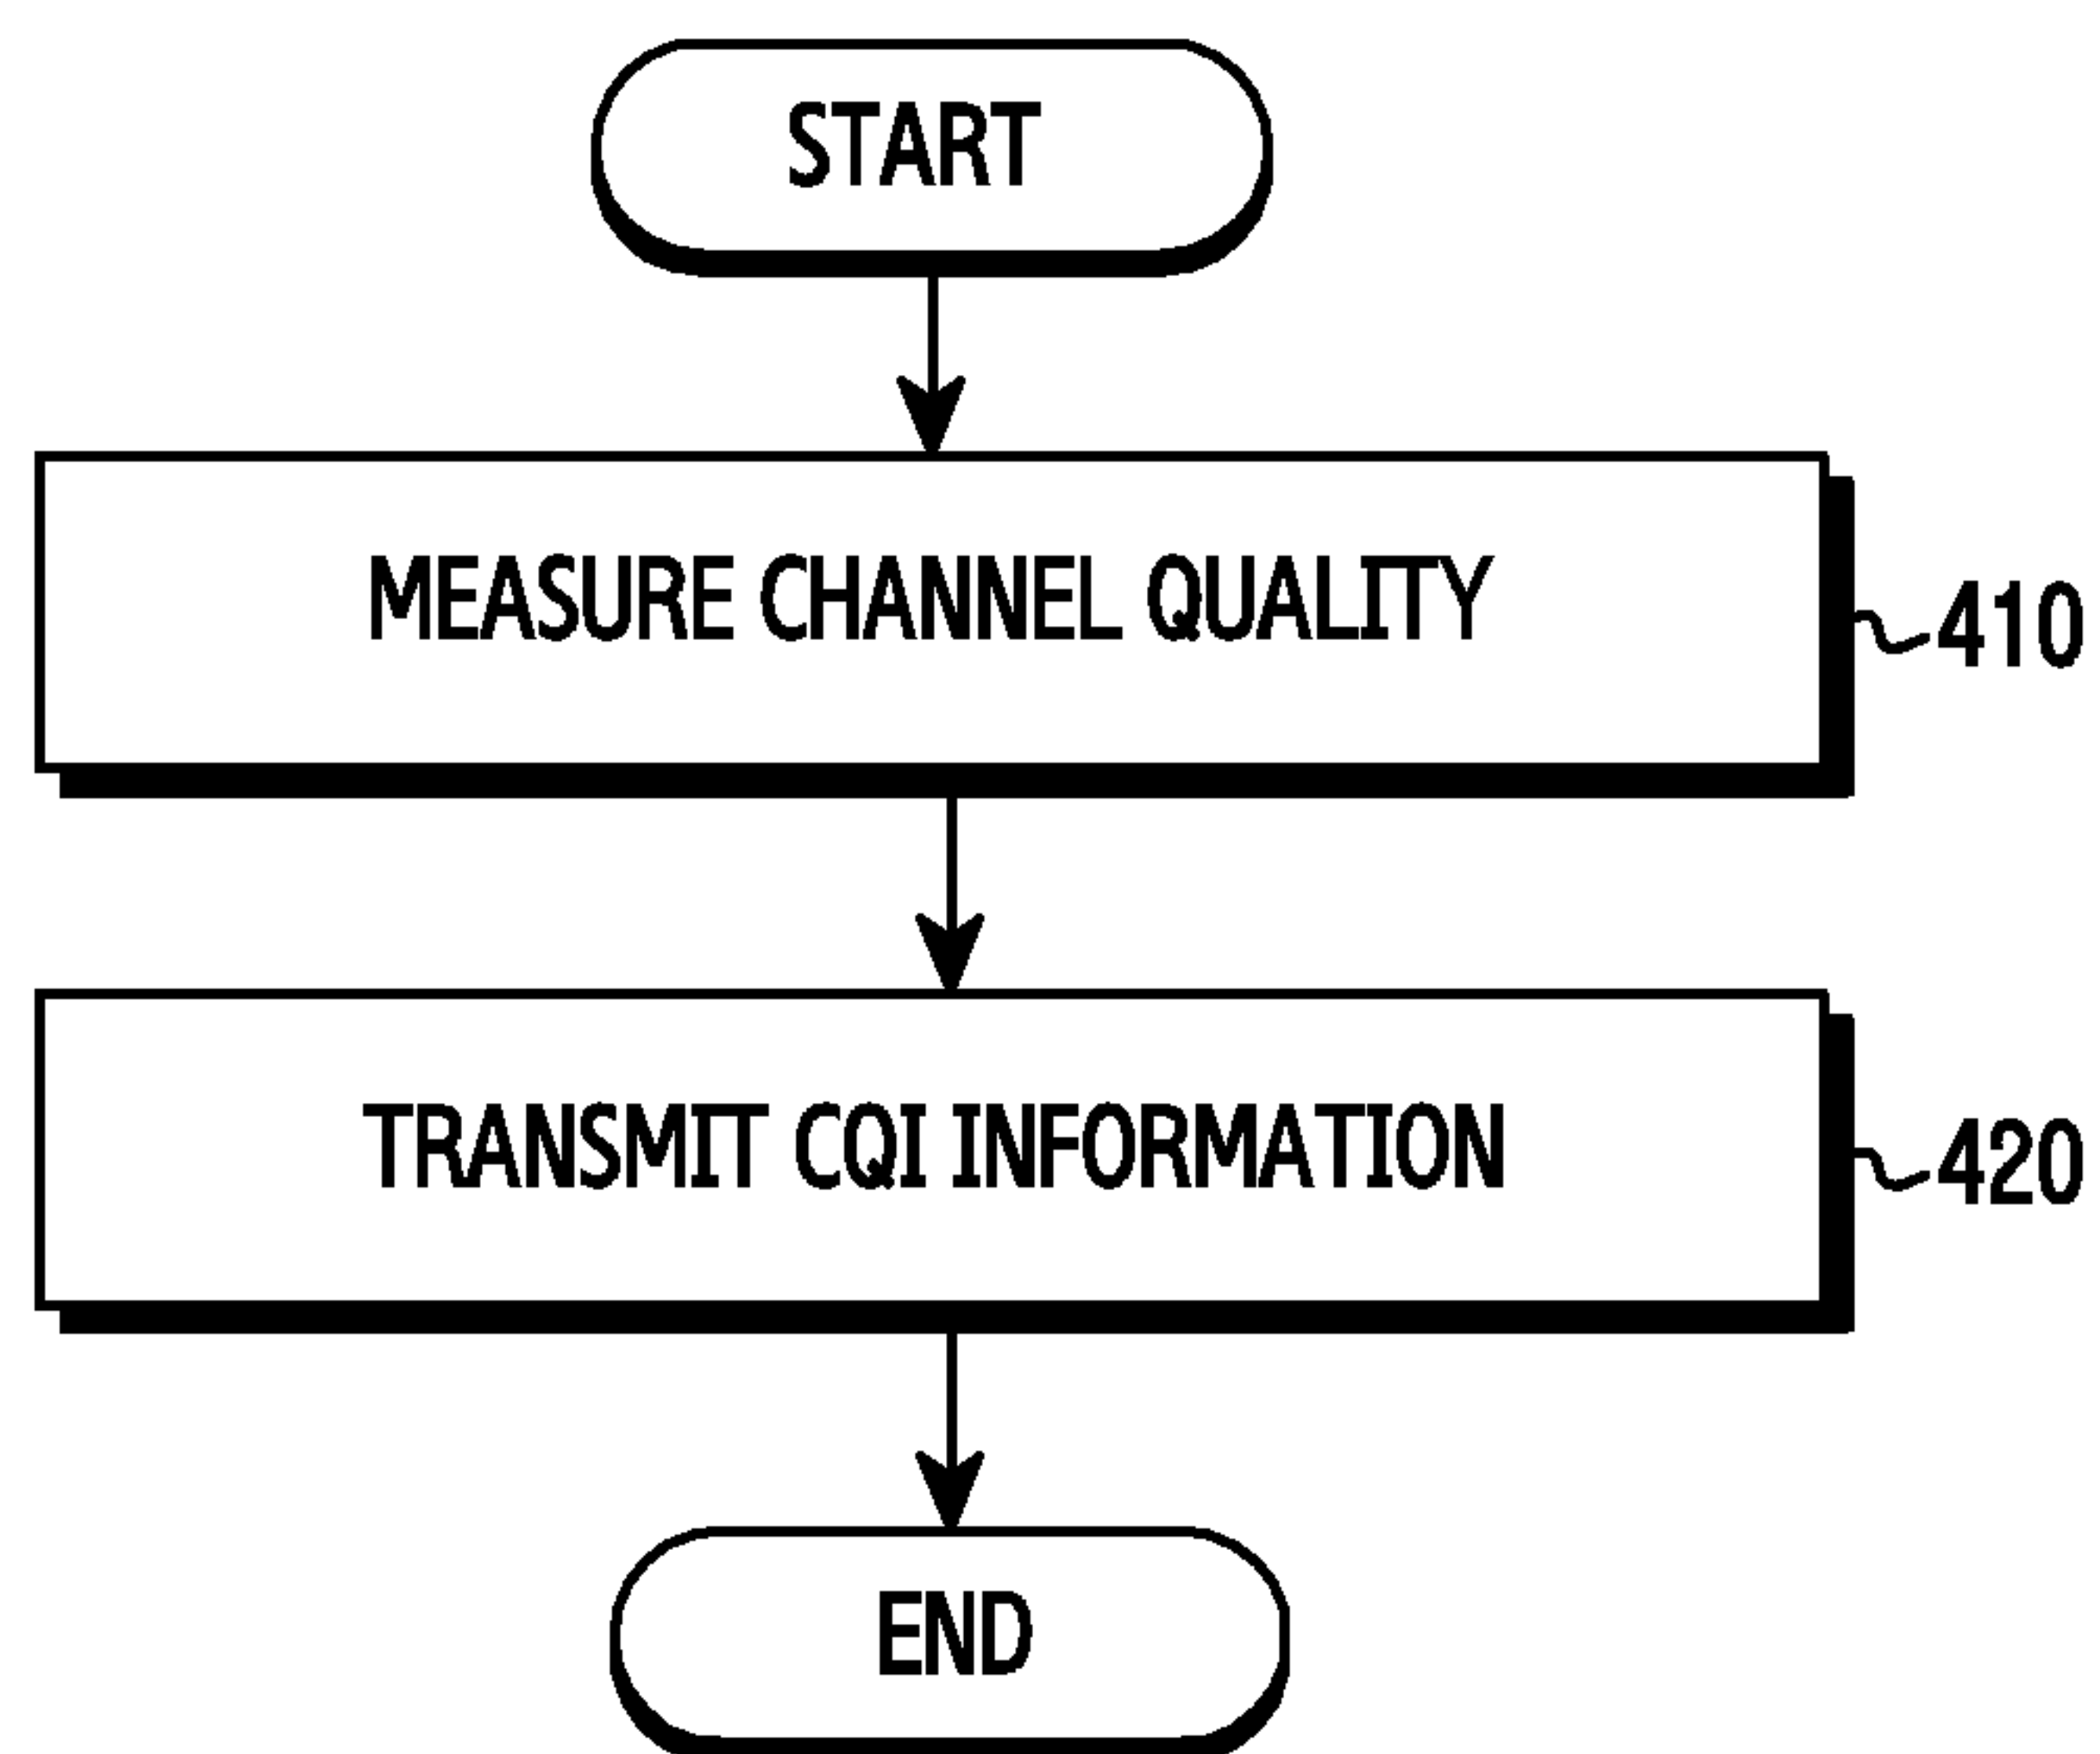 START
MEASURE CHANNEL QUALITY
410
TRANSMIT CQI INFORMATION
420
END